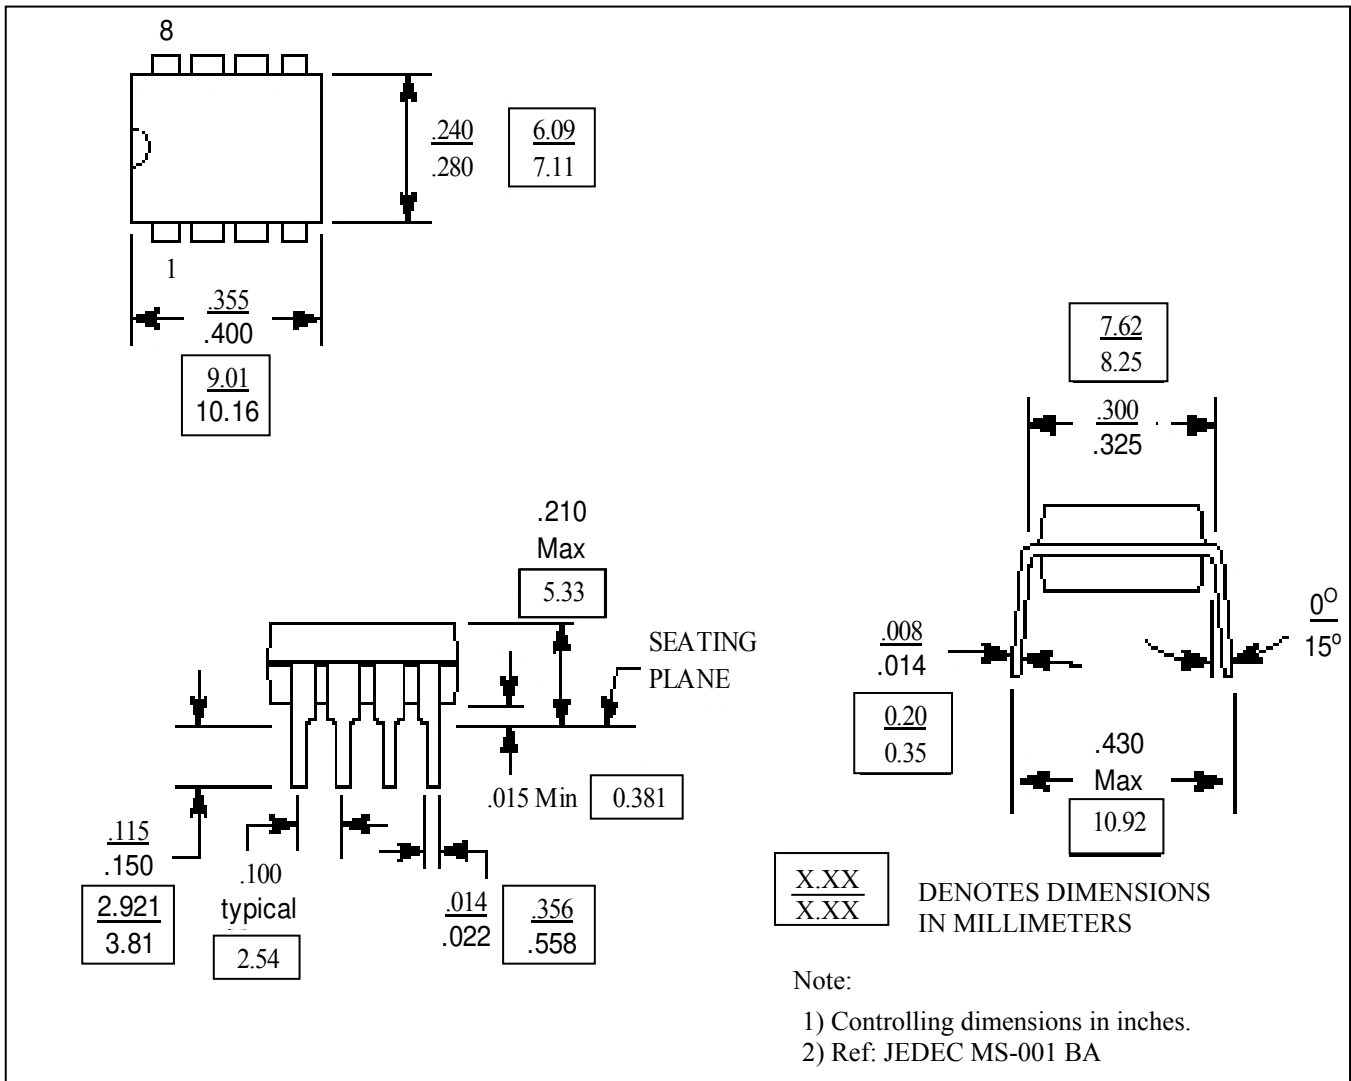 8
.240
.280
6.09
7.11
1
.355
.400
9.01
10.16
7.62
8.25
.300
.325
.210
Max
5.33
SEATING
PLANE
.008
.014
0.20
0.35
0°
15°
.430
Max
10.92
.015 Min
0.381
.115
.150
2.921
3.81
.100
typical
2.54
.014
.022
.356
.558
X.XX
X.XX
DENOTES DIMENSIONS
IN MILLIMETERS
Note:
1) Controlling dimensions in inches.
2) Ref: JEDEC MS-001 BA